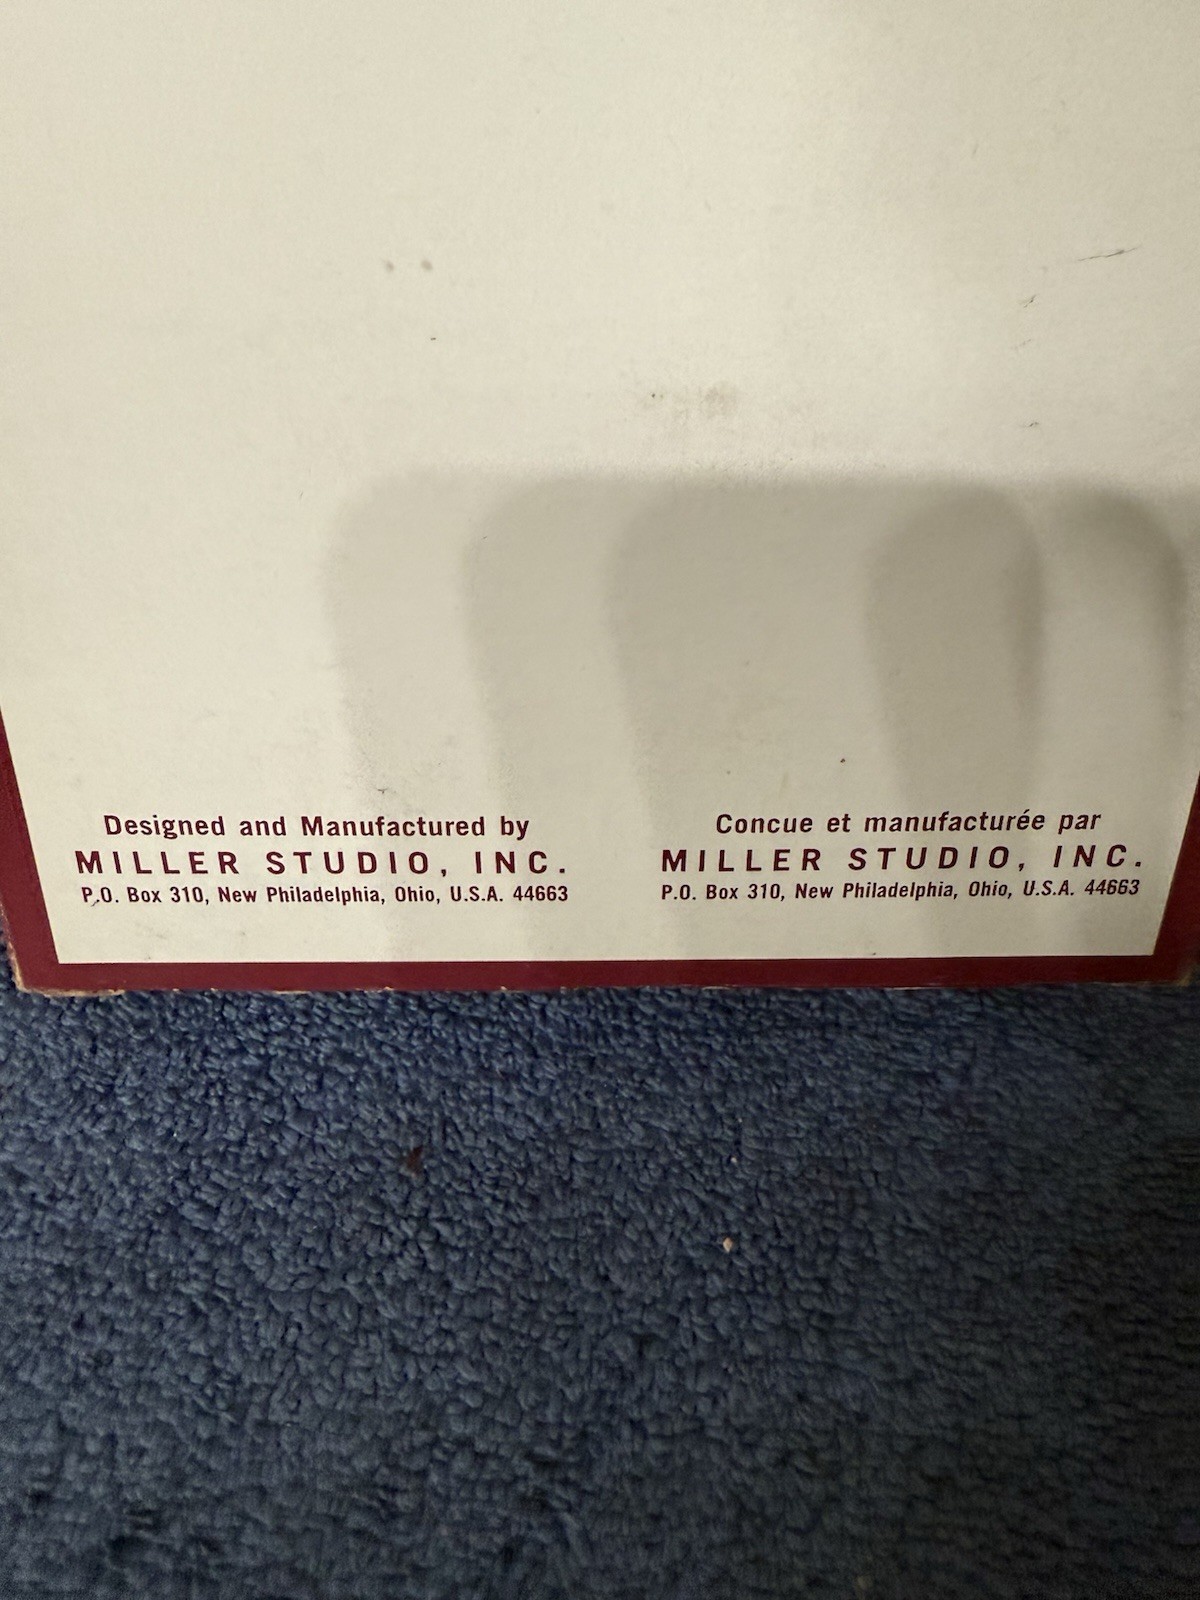 Designed and Manufactured by
MILLER STUDIO, INC.
P.O. Box 310, New Philadelphia, Ohio, U.S.A. 44663
Concue et manufacturée par
MILLER STUDIO, INC.
P.O. Box 310, New Philadelphia, Ohio, U.S.A. 44663